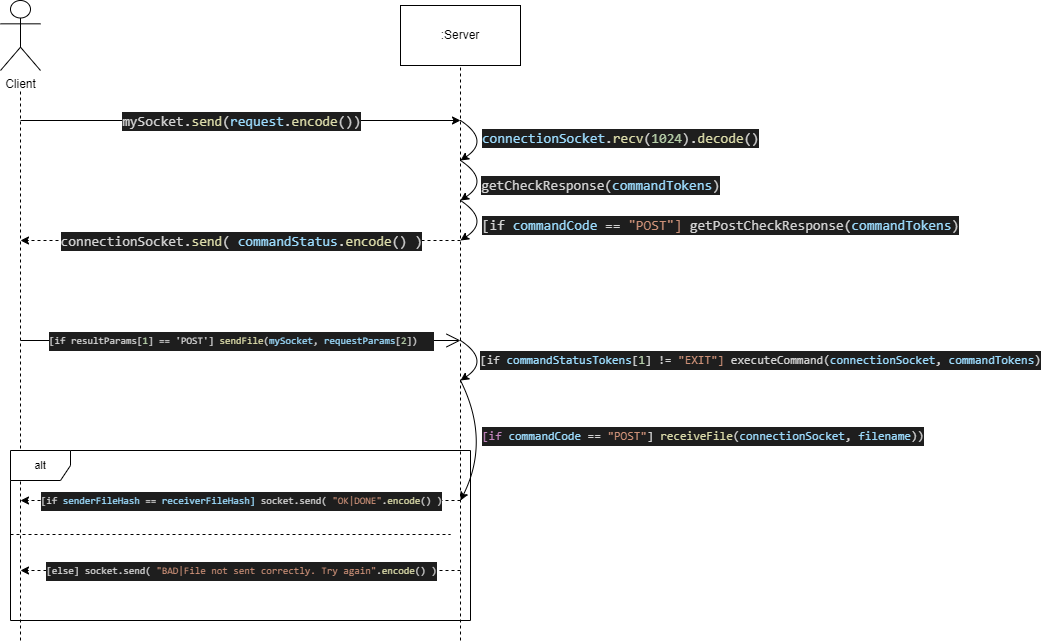 :Server
Client
mySocket.send(request.encode())
connectionSocket.recv(1024).decode()
getCheckResponse(commandTokens)
[if commandCode == "POST"] getPostCheckResponse(commandTokens)
connectionSocket.send( commandStatus.encode() )
[if resultParams[1] == 'POST'] sendFile(mySocket, requestParams[2])
[if commandStatusTokens[1] != "EXIT"] executeCommand(connectionSocket, commandTokens)
[if commandCode == "POST"] receiveFile(connectionSocket, filename))
alt
[if senderFileHash == receiverFileHash] socket.send( "OK|DONE".encode() )
[else] socket.send( "BAD|File not sent correctly. Try again".encode() )